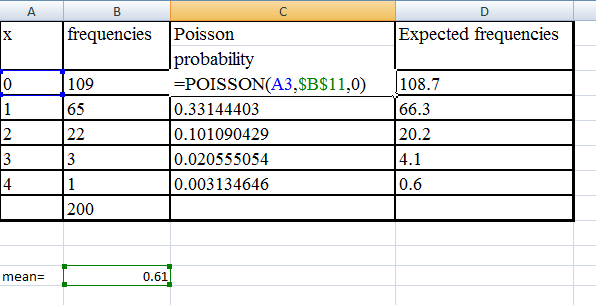 A B C D
x frequencies Poisson Expected frequencies
probability
0 109 =POISSON(A3,$B$11,0) 108.7
1 65 0.33144403 66.3
2 22 0.101090429 20.2
3 3 0.020555054 4.1
4 1 0.003134646 0.6
200
mean= 0.61